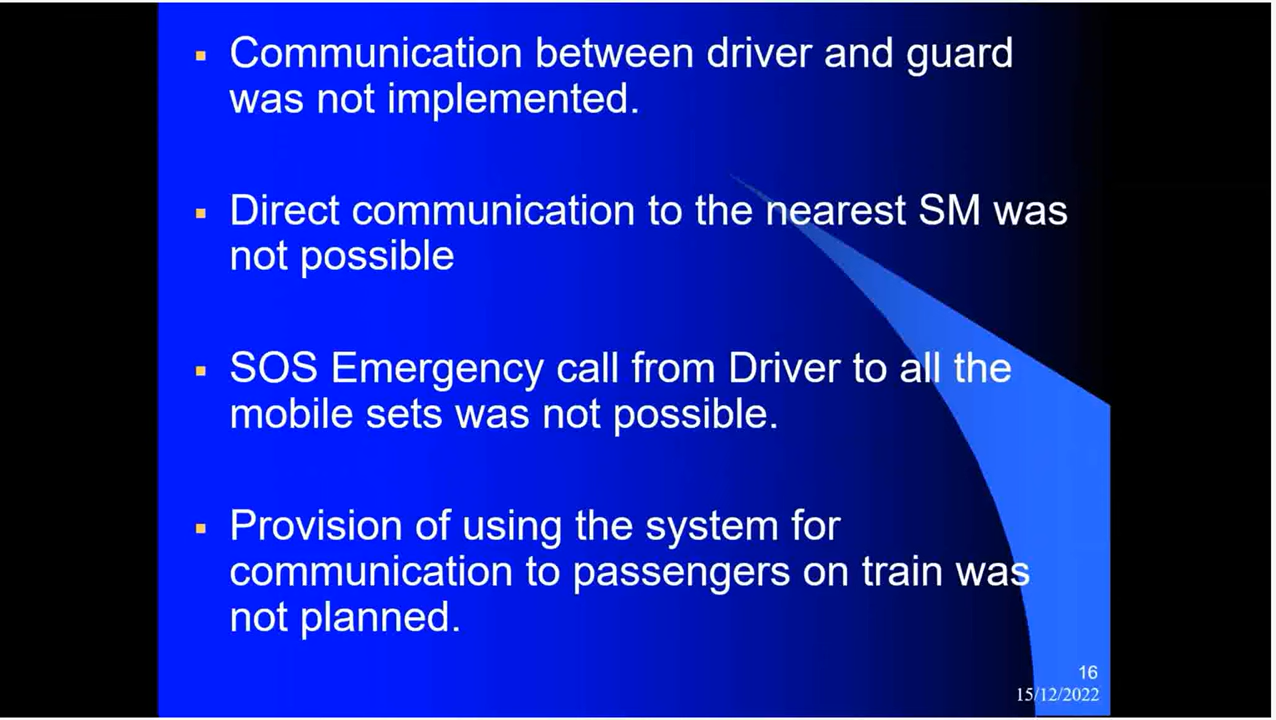 ▪ Communication between driver and guard
was not implemented.
▪ Direct communication to the nearest SM was
not possible
▪ SOS Emergency call from Driver to all the
mobile sets was not possible.
▪ Provision of using the system for
communication to passengers on train was
not planned.
16
15/12/2022